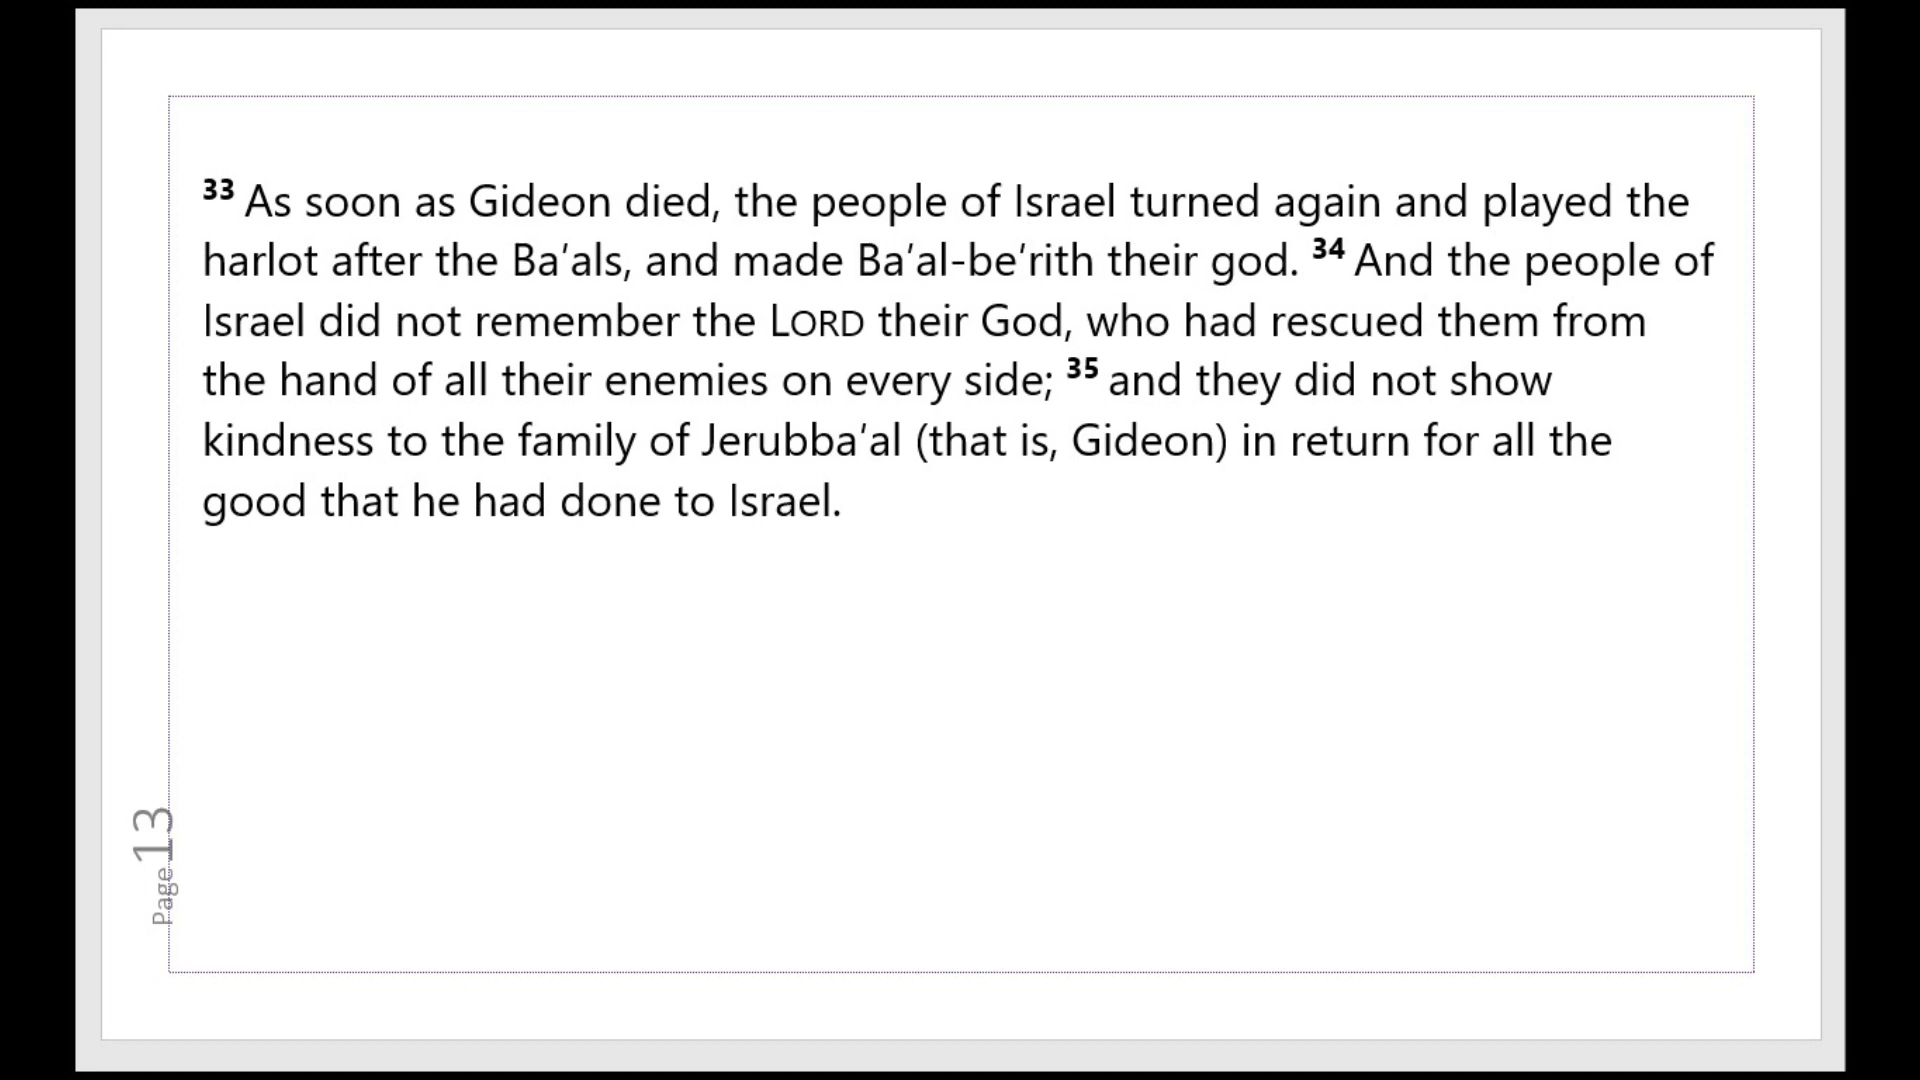 33 As soon as Gideon died, the people of Israel turned again and played the
harlot after the Ba′als, and made Ba′al-be′rith their god. 34 And the people of
Israel did not remember the LORD their God, who had rescued them from
the hand of all their enemies on every side; 35 and they did not show
kindness to the family of Jerubba′al (that is, Gideon) in return for all the
good that he had done to Israel.
Page 13